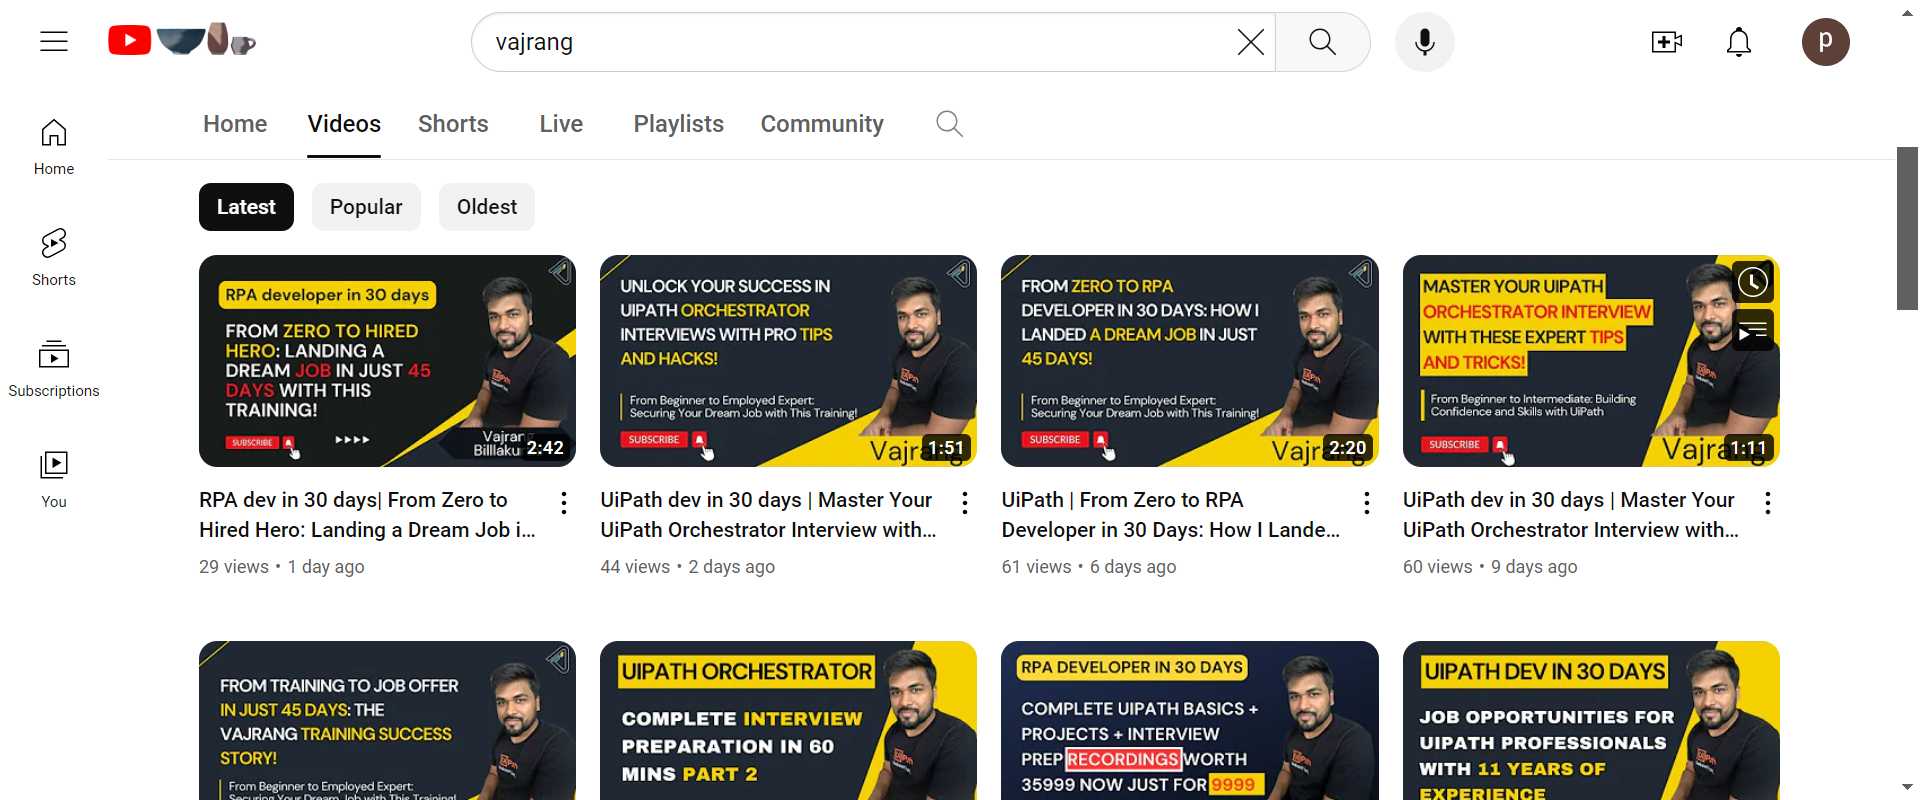 vajrang
p
Home
Videos
Shorts
Live
Playlists
Community
Home
Shorts
Subscriptions
You
Latest
Popular
Oldest
RPA developer in 30 days
FROM ZERO TO HIRED
HERO: LANDING A
DREAM JOB IN JUST 45
DAYS WITH THIS
TRAINING!
SUBSCRIBE
Vajrang
2:42
RPA dev in 30 days| From Zero to
Hired Hero: Landing a Dream Job i...
29 views • 1 day ago
UNLOCK YOUR SUCCESS IN
UIPATH ORCHESTRATOR
INTERVIEWS WITH PRO TIPS
AND HACKS!
From Beginner to Employed Expert:
Securing Your Dream Job with This Training!
SUBSCRIBE
Vajrang
1:51
UiPath dev in 30 days | Master Your
UiPath Orchestrator Interview with...
44 views • 2 days ago
FROM ZERO TO RPA
DEVELOPER IN 30 DAYS: HOW I
LANDED A DREAM JOB IN JUST
45 DAYS!
From Beginner to Employed Expert:
Securing Your Dream Job with This Training!
SUBSCRIBE
Vajrang
2:20
UiPath | From Zero to RPA
Developer in 30 Days: How I Lande...
61 views • 6 days ago
MASTER YOUR UIPATH
ORCHESTRATOR INTERVIEW
WITH THESE EXPERT TIPS
AND TRICKS!
From Beginner to Intermediate: Building
Confidence and Skills with UiPath
SUBSCRIBE
Vajrang
1:11
UiPath dev in 30 days | Master Your
UiPath Orchestrator Interview with...
60 views • 9 days ago
FROM TRAINING TO JOB OFFER
IN JUST 45 DAYS: THE
VAJRANG TRAINING SUCCESS
STORY!
From Beginner to Employed Expert:
Securing Your Dream Job with This Training!
UIPATH ORCHESTRATOR
COMPLETE INTERVIEW
PREPARATION IN 60
MINS PART 2
RPA DEVELOPER IN 30 DAYS
COMPLETE UIPATH BASICS +
PROJECTS + INTERVIEW
PREP RECORDINGS WORTH
35999 NOW JUST FOR 9999
UIPATH DEV IN 30 DAYS
JOB OPPORTUNITIES FOR
UIPATH PROFESSIONALS
WITH 11 YEARS OF
EXPERIENCE